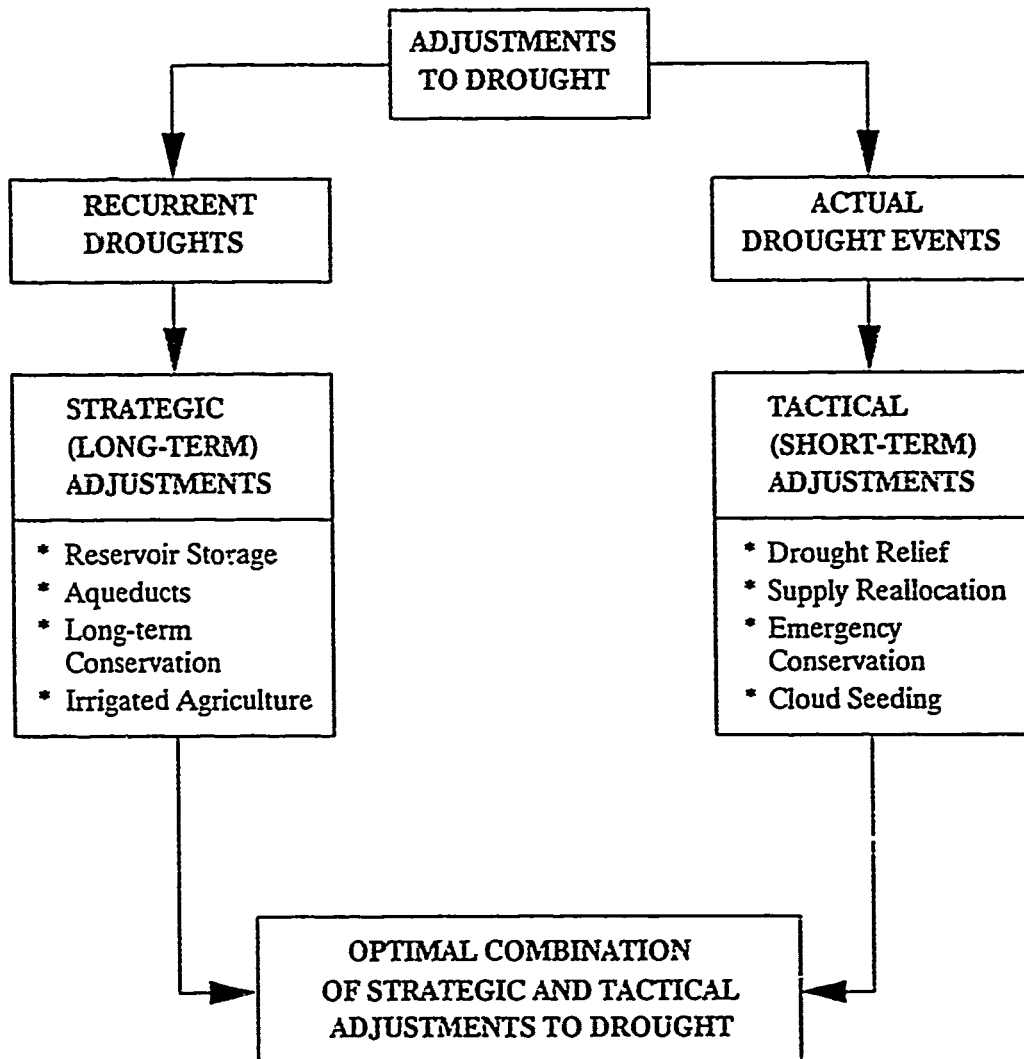 ADJUSTMENTS
TO DROUGHT
RECURRENT
DROUGHTS
ACTUAL
DROUGHT EVENTS
STRATEGIC
(LONG-TERM)
ADJUSTMENTS
* Reservoir Storage
* Aqueducts
* Long-term
Conservation
* Irrigated Agriculture
TACTICAL
(SHORT-TERM)
ADJUSTMENTS
* Drought Relief
* Supply Reallocation
* Emergency
Conservation
* Cloud Seeding
OPTIMAL COMBINATION
OF STRATEGIC AND TACTICAL
ADJUSTMENTS TO DROUGHT